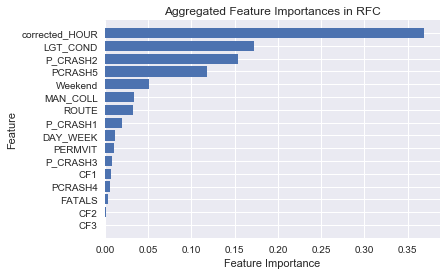 Aggregated Feature Importances in RFC
corrected_HOUR
LGT_COND
P_CRASH2
PCRASH5
Weekend
MAN_COLL
ROUTE
P_CRASH1
DAY_WEEK
PERMVIT
P_CRASH3
CF1
PCRASH4
FATALS
CF2
CF3
Feature
0.00 0.05 0.10 0.15 0.20 0.25 0.30 0.35
Feature Importance